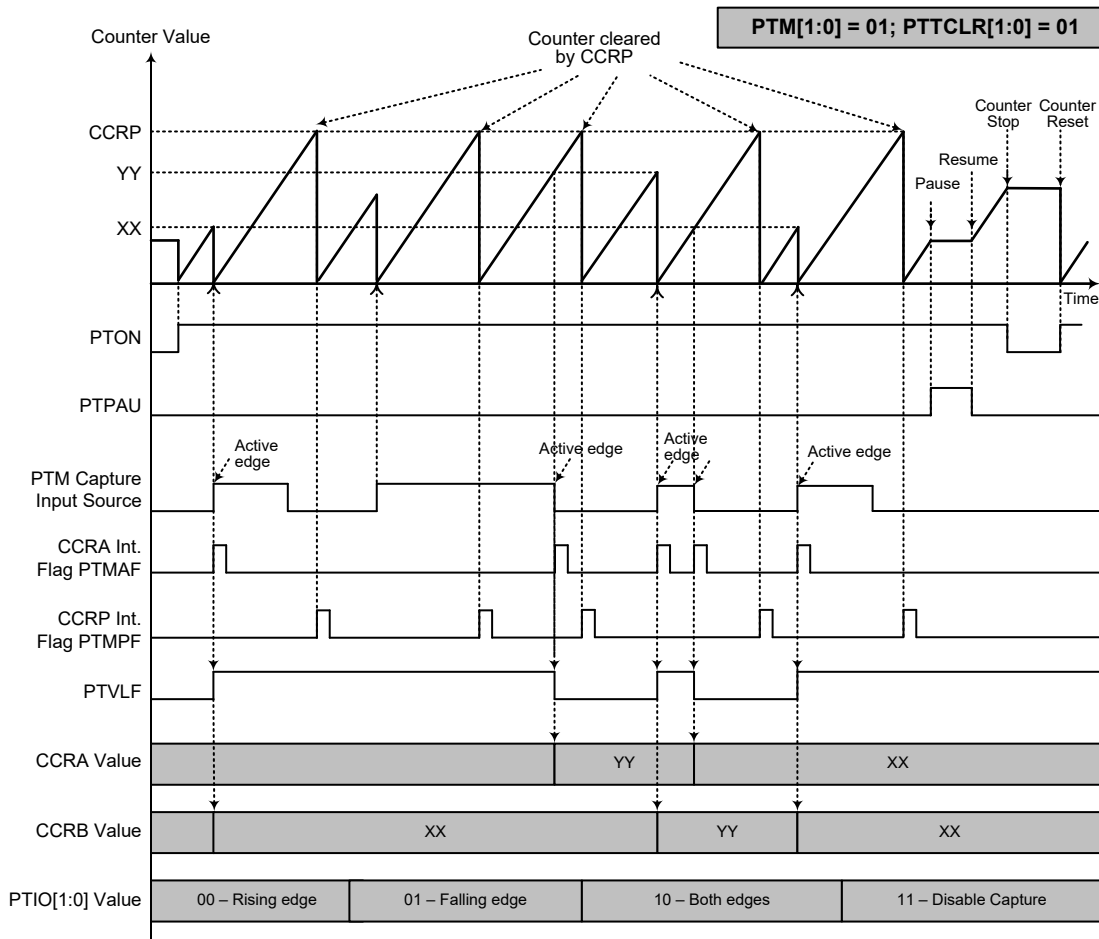 PTM[1:0] = 01; PTTCLR[1:0] = 01
Counter Value
Counter cleared
by CCRP
CCRP
YY
XX
Counter
Stop
Counter
Reset
Resume
Pause
Time
PTON
PTPAU
PTM Capture
Input Source
Active
edge
Active edge
Active
edge
Active edge
CCRA Int.
Flag PTMAF
CCRP Int.
Flag PTMPF
PTVLF
CCRA Value
YY
XX
CCRB Value
XX
YY
XX
PTIO[1:0] Value
00 – Rising edge
01 – Falling edge
10 – Both edges
11 – Disable Capture